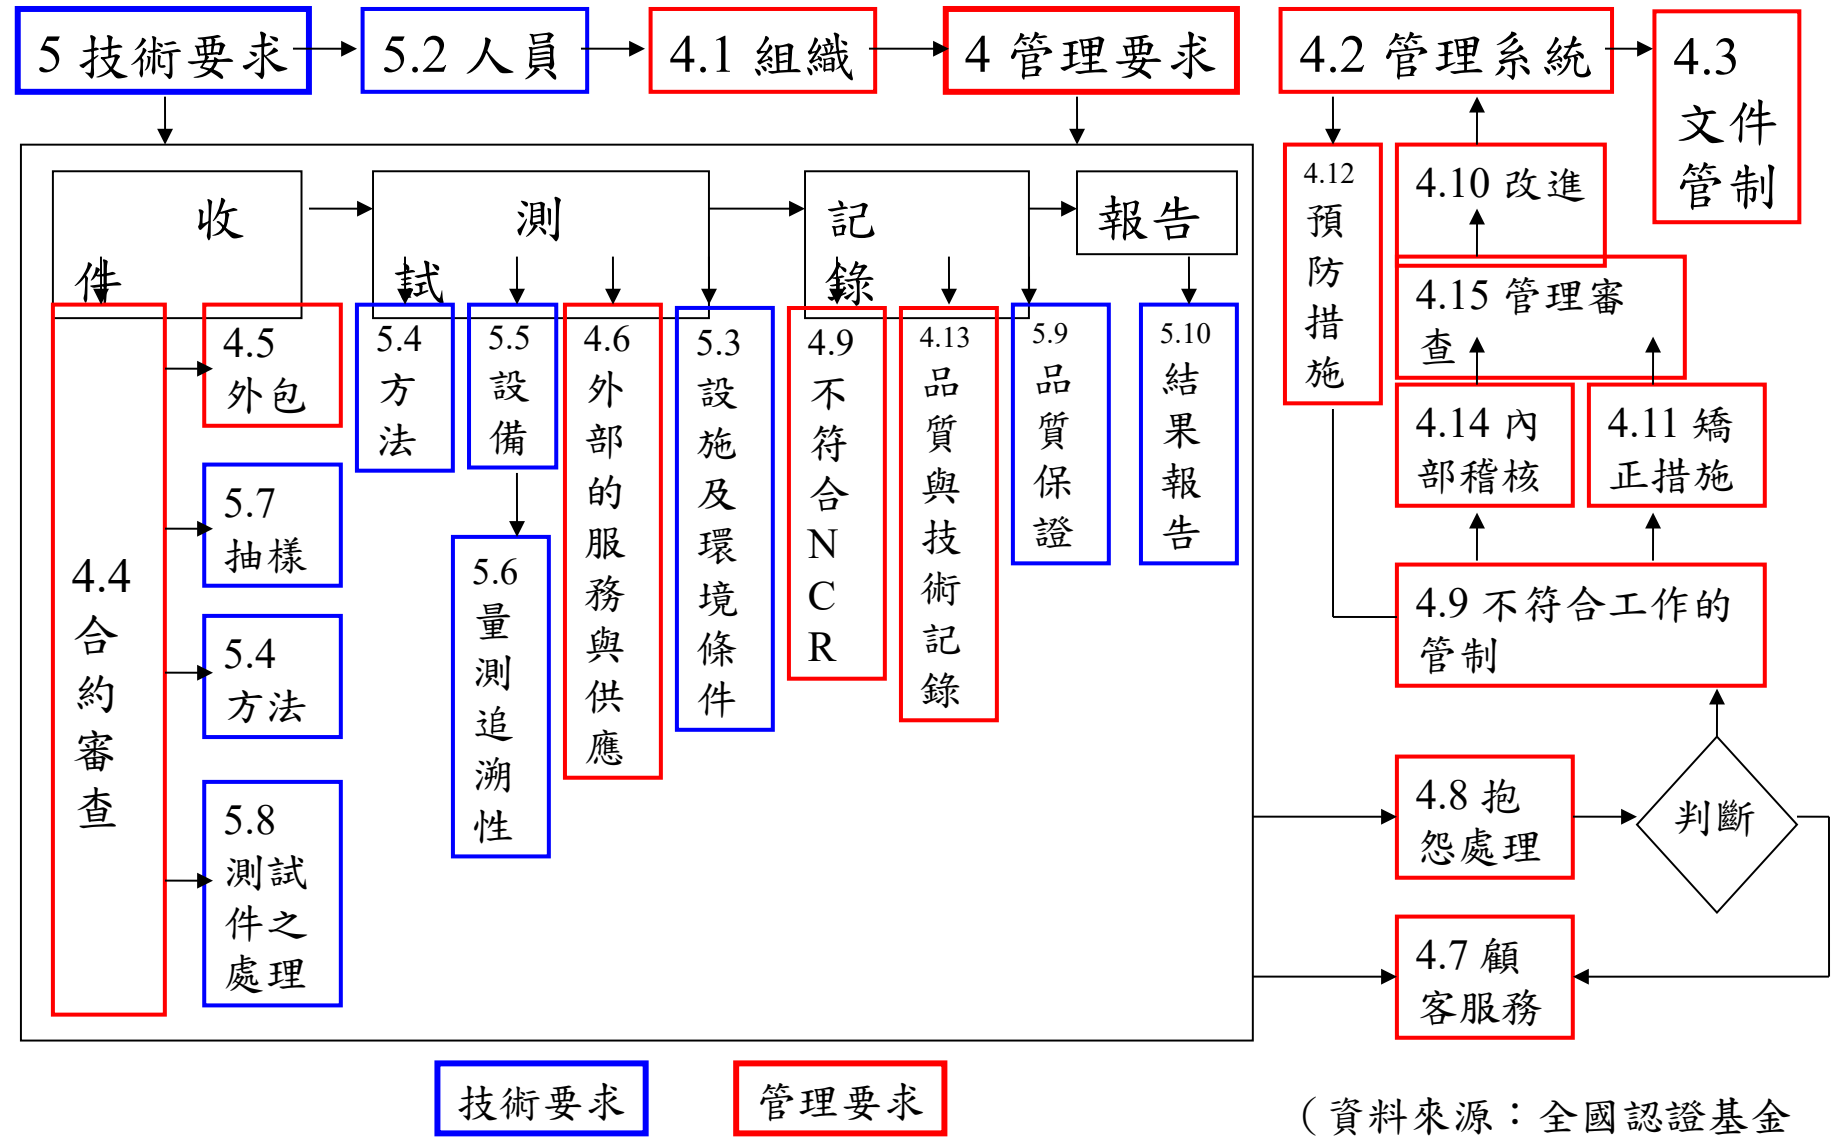 5 技術要求
5.2 人員
4.1 組織
4 管理要求
4.2 管理系統
4.3
文件
管制
收
件
測
試
記
錄
報告
4.4
合
約
審
查
4.5
外包
5.7
抽樣
5.4
方法
5.8
測試
件之
處理
5.4
方
法
5.5
設
備
5.6
量
測
追
溯
性
4.6
外
部
的
服
務
與
供
應
5.3
設
施
及
環
境
條
件
4.9
不
符
合
N
C
R
4.13
品
質
與
技
術
記
錄
5.9
品
質
保
證
5.10
結
果
報
告
4.12
預
防
措
施
4.10 改進
4.15 管理審
查
4.14 內
部稽核
4.11 矯
正措施
4.9 不符合工作的
管制
4.8 抱
怨處理
判斷
4.7 顧
客服務
技術要求
管理要求
（資料來源：全國認證基金